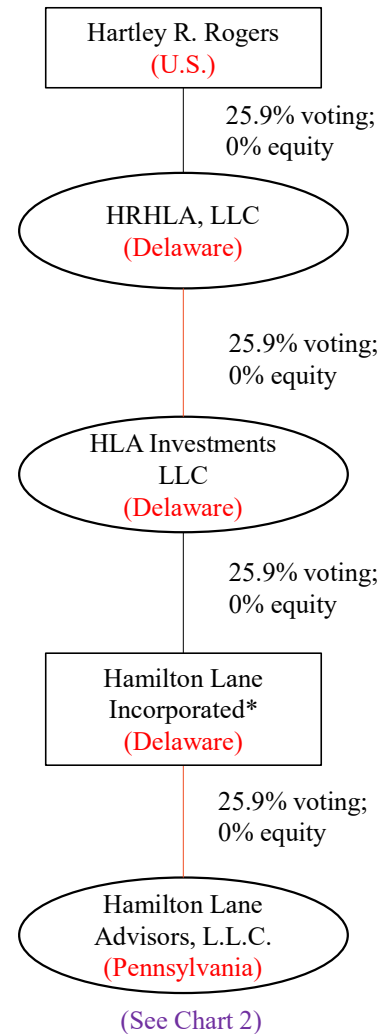 Hartley R. Rogers
(U.S.)
25.9% voting;
0% equity
HRHLA, LLC
(Delaware)
25.9% voting;
0% equity
HLA Investments
LLC
(Delaware)
25.9% voting;
0% equity
Hamilton Lane
Incorporated*
(Delaware)
25.9% voting;
0% equity
Hamilton Lane
Advisors, L.L.C.
(Pennsylvania)
(See Chart 2)